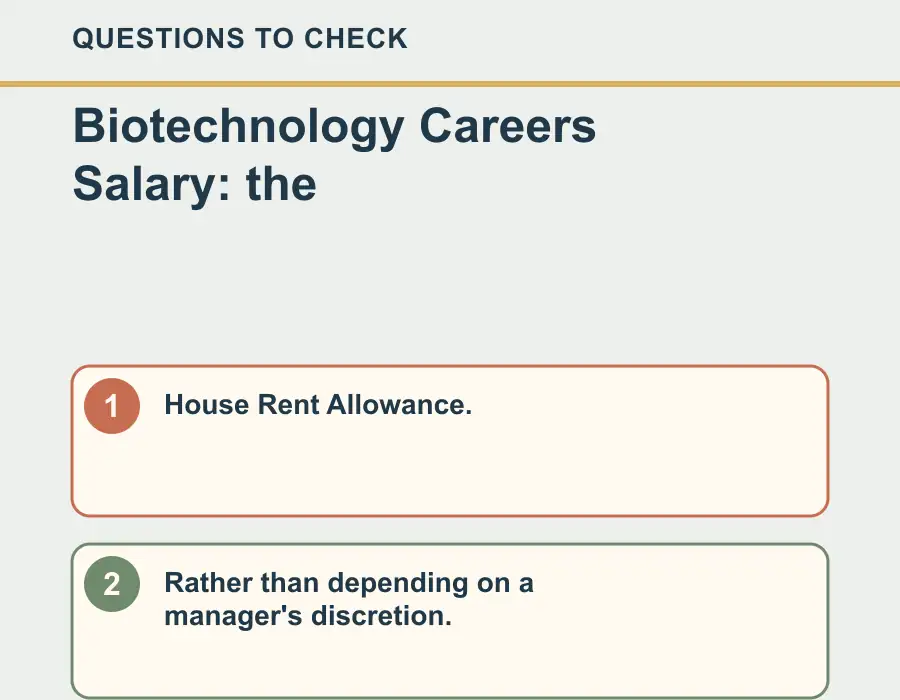 QUESTIONS TO CHECK
Biotechnology Careers
Salary: the
1
House Rent Allowance.
2
Rather than depending on a
manager's discretion.